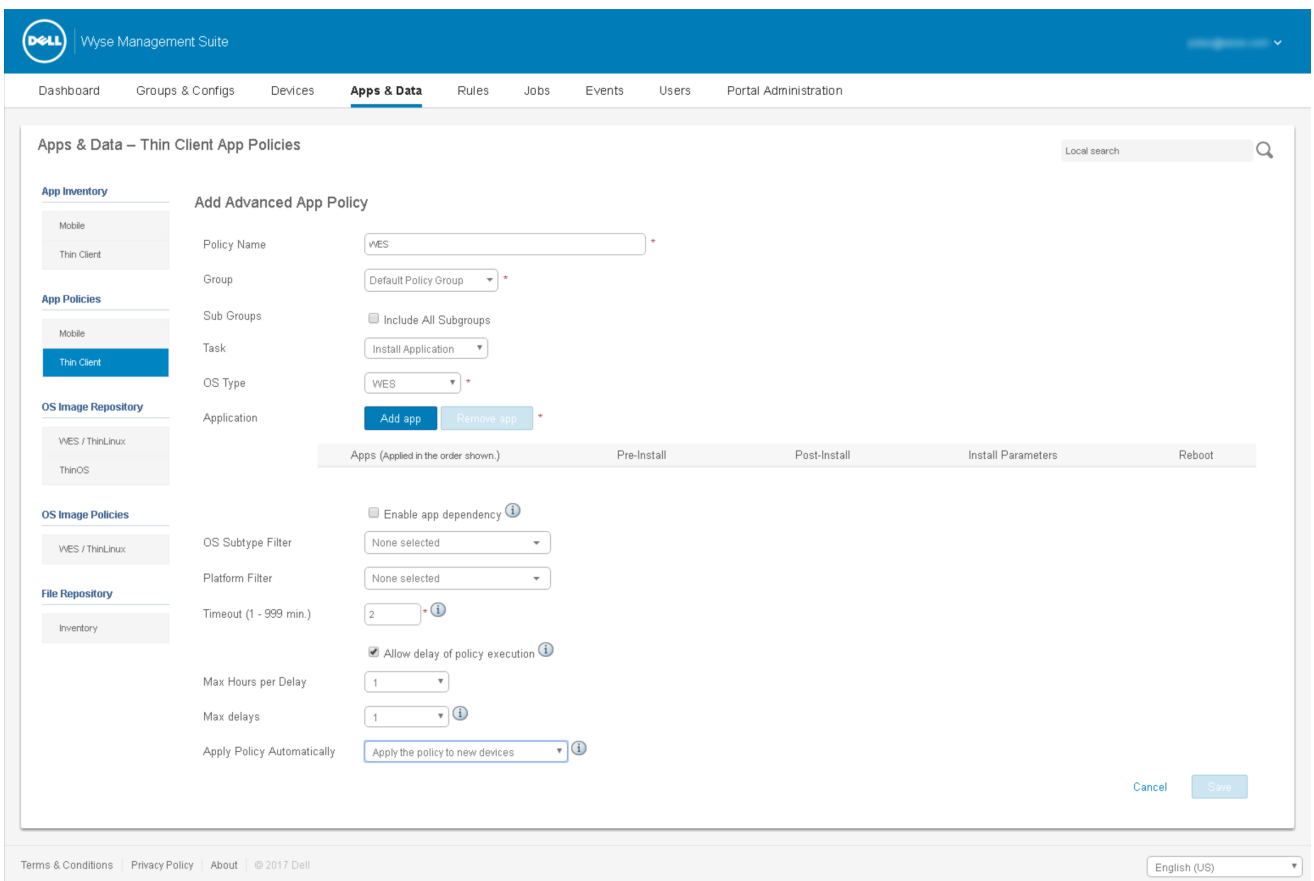 DELL Wyse Management Suite
Dashboard Groups & Configs Devices Apps & Data Rules Jobs Events Users Portal Administration
Apps & Data – Thin Client App Policies
Local search
App Inventory
Mobile
Thin Client
App Policies
Mobile
Thin Client
OS Image Repository
WES / ThinLinux
ThinOS
OS Image Policies
WES / ThinLinux
File Repository
Inventory
Add Advanced App Policy
Policy Name WES *
Group Default Policy Group *
Sub Groups Include All Subgroups
Task Install Application
OS Type WES *
Application Add app Remove app *
Apps (Applied in the order shown.) Pre-Install Post-Install Install Parameters Reboot
Enable app dependency i
OS Subtype Filter None selected
Platform Filter None selected
Timeout (1 - 999 min.) 2 * i
Allow delay of policy execution i
Max Hours per Delay 1
Max delays 1 i
Apply Policy Automatically Apply the policy to new devices i
Cancel Save
Terms & Conditions Privacy Policy About © 2017 Dell
English (US)